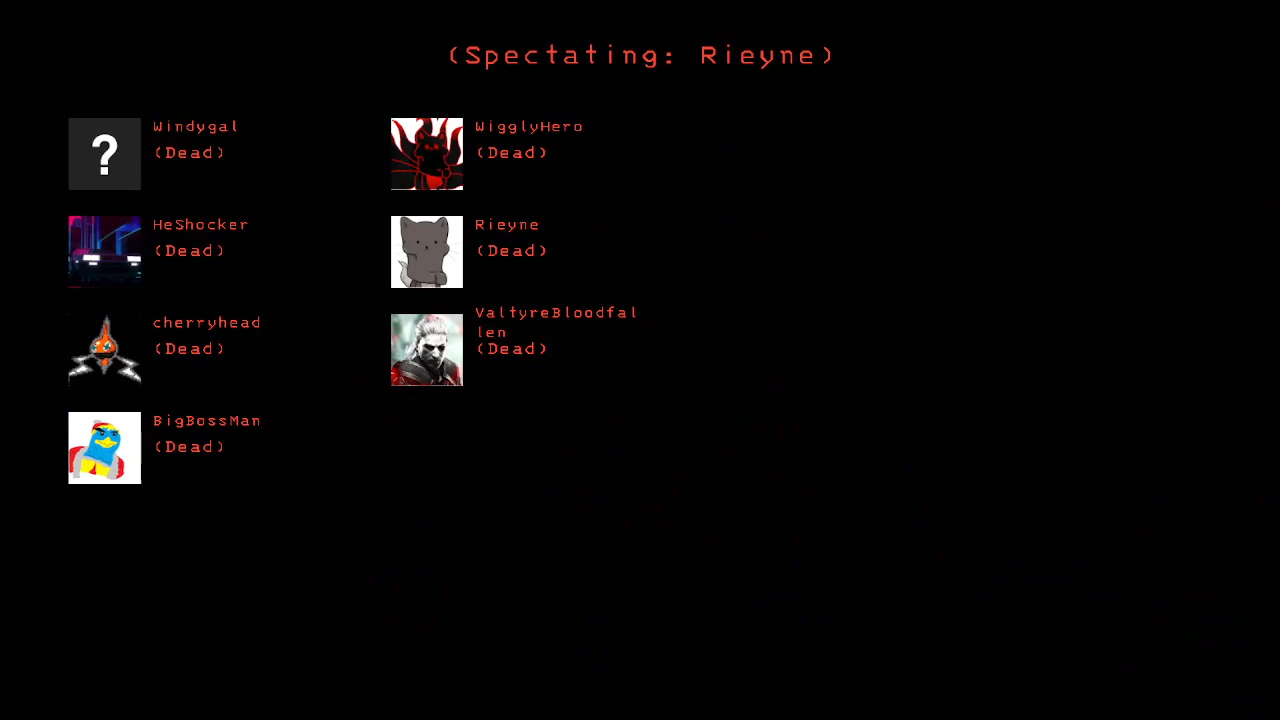 (Spectating: Rieyne)
Windygal
(Dead)
HeShocker
(Dead)
cherryhead
(Dead)
BigBossMan
(Dead)
WigglyHero
(Dead)
Rieyne
(Dead)
ValtyreBloodfal
len
(Dead)
?